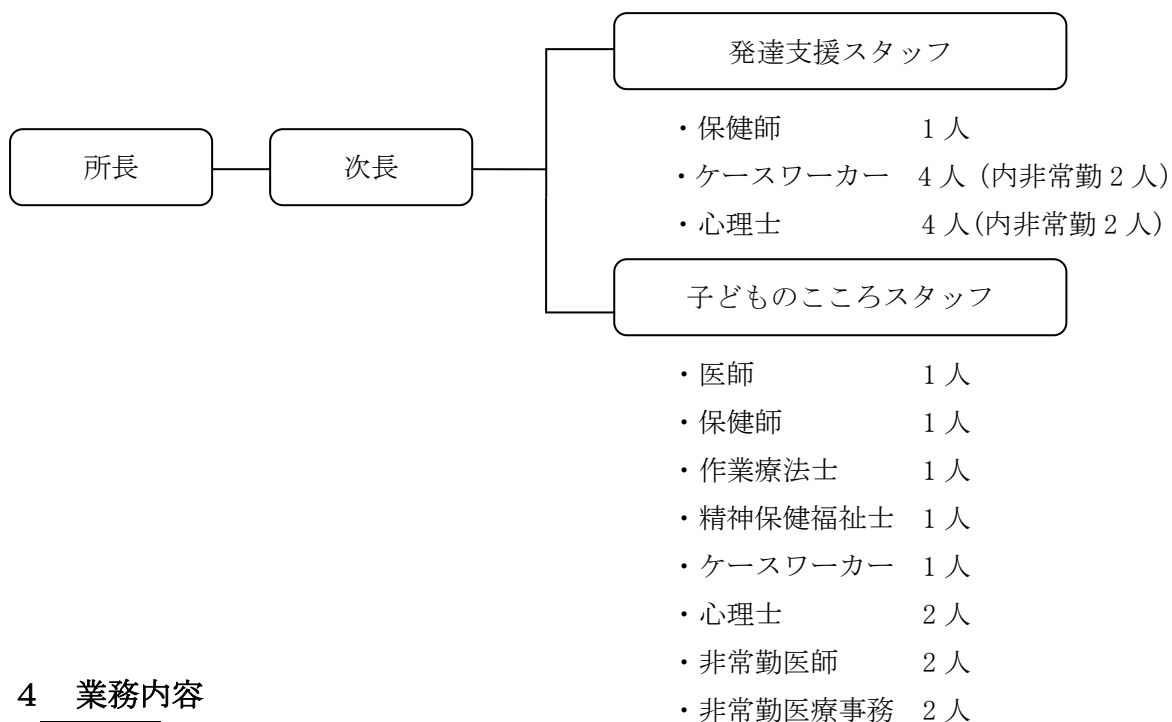 発達支援スタッフ
所長
次長
・保健師 1人
・ケースワーカー 4人 (内非常勤2人)
・心理士 4人(内非常勤2人)
子どものこころスタッフ
・医師 1人
・保健師 1人
・作業療法士 1人
・精神保健福祉士 1人
・ケースワーカー 1人
・心理士 2人
・非常勤医師 2人
・非常勤医療事務 2人
4 業務内容